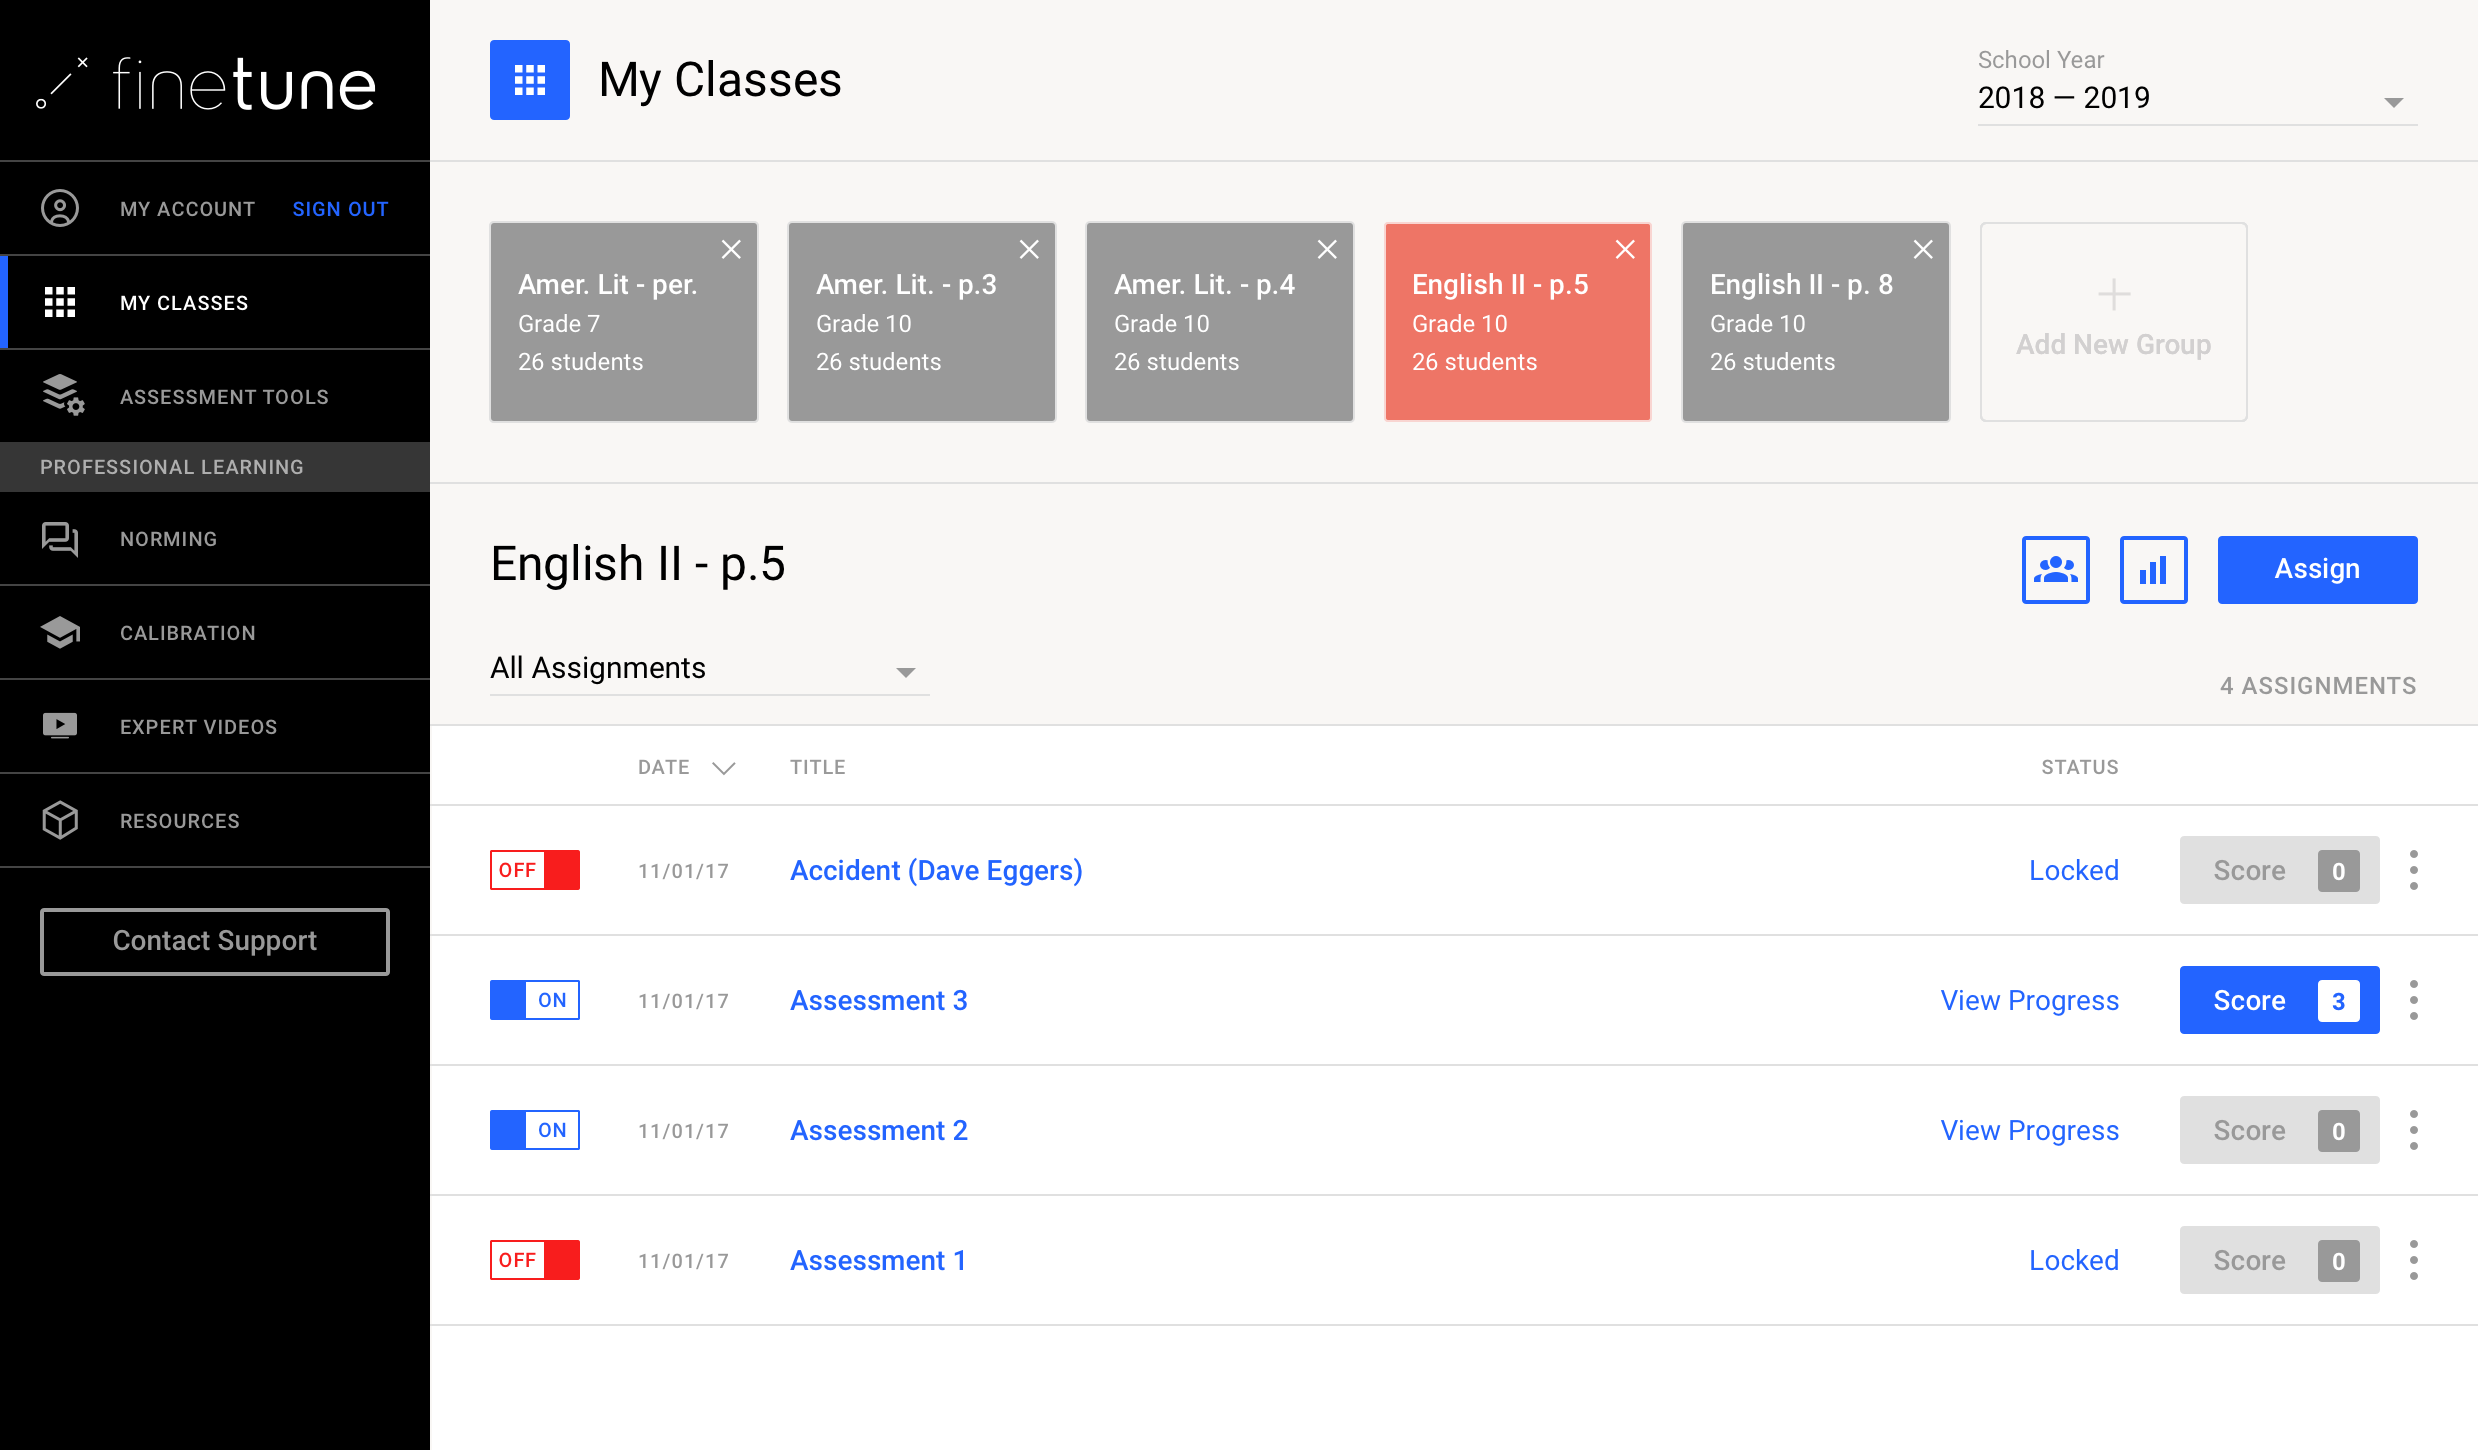 finetune
MY ACCOUNT SIGN OUT
MY CLASSES
ASSESSMENT TOOLS
PROFESSIONAL LEARNING
NORMING
CALIBRATION
EXPERT VIDEOS
RESOURCES
Contact Support
My Classes
School Year
2018 — 2019
Amer. Lit - per.
Grade 7
26 students
Amer. Lit. - p.3
Grade 10
26 students
Amer. Lit. - p.4
Grade 10
26 students
English II - p.5
Grade 10
26 students
English II - p. 8
Grade 10
26 students
Add New Group
English II - p.5
Assign
All Assignments
4 ASSIGNMENTS
DATE TITLE STATUS
OFF 11/01/17 Accident (Dave Eggers) Locked Score 0
ON 11/01/17 Assessment 3 View Progress Score 3
ON 11/01/17 Assessment 2 View Progress Score 0
OFF 11/01/17 Assessment 1 Locked Score 0